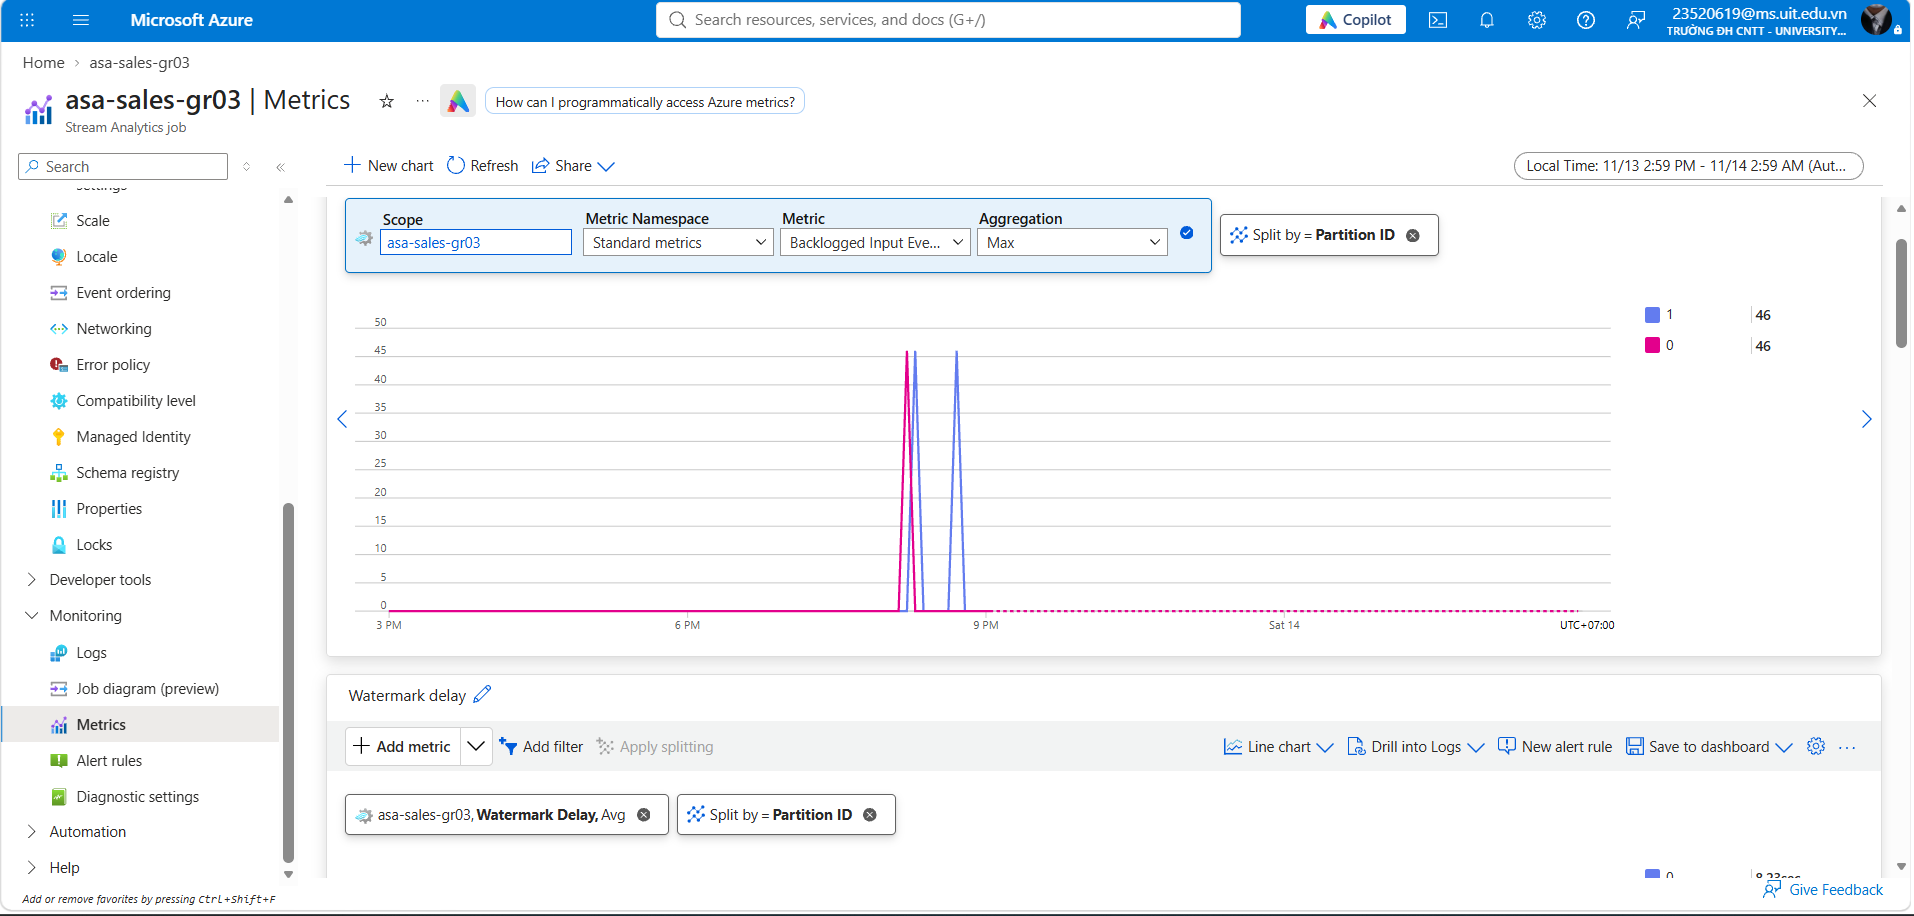 Microsoft Azure
Search resources, services, and docs (G+/)
Copilot
23520619@ms.uit.edu.vn
TRƯỜNG ĐH CNTT - UNIVERSITY...
Home > asa-sales-gr03
asa-sales-gr03 | Metrics
How can I programmatically access Azure metrics?
Stream Analytics job
Search
New chart
Refresh
Share
Local Time: 11/13 2:59 PM - 11/14 2:59 AM (Aut...
settings
Scale
Locale
Event ordering
Networking
Error policy
Compatibility level
Managed Identity
Schema registry
Properties
Locks
Developer tools
Monitoring
Logs
Job diagram (preview)
Metrics
Alert rules
Diagnostic settings
Automation
Help
Add or remove favorites by pressing Ctrl+Shift+F
Scope
Metric Namespace
Metric
Aggregation
asa-sales-gr03
Standard metrics
Backlogged Input Eve...
Max
Split by = Partition ID
50
45
40
35
30
25
20
15
10
5
0
3 PM
6 PM
9 PM
Sat 14
UTC+07:00
1 46
0 46
Watermark delay
Add metric
Add filter
Apply splitting
Line chart
Drill into Logs
New alert rule
Save to dashboard
asa-sales-gr03, Watermark Delay, Avg
Split by = Partition ID
0 8.23sec
Give Feedback